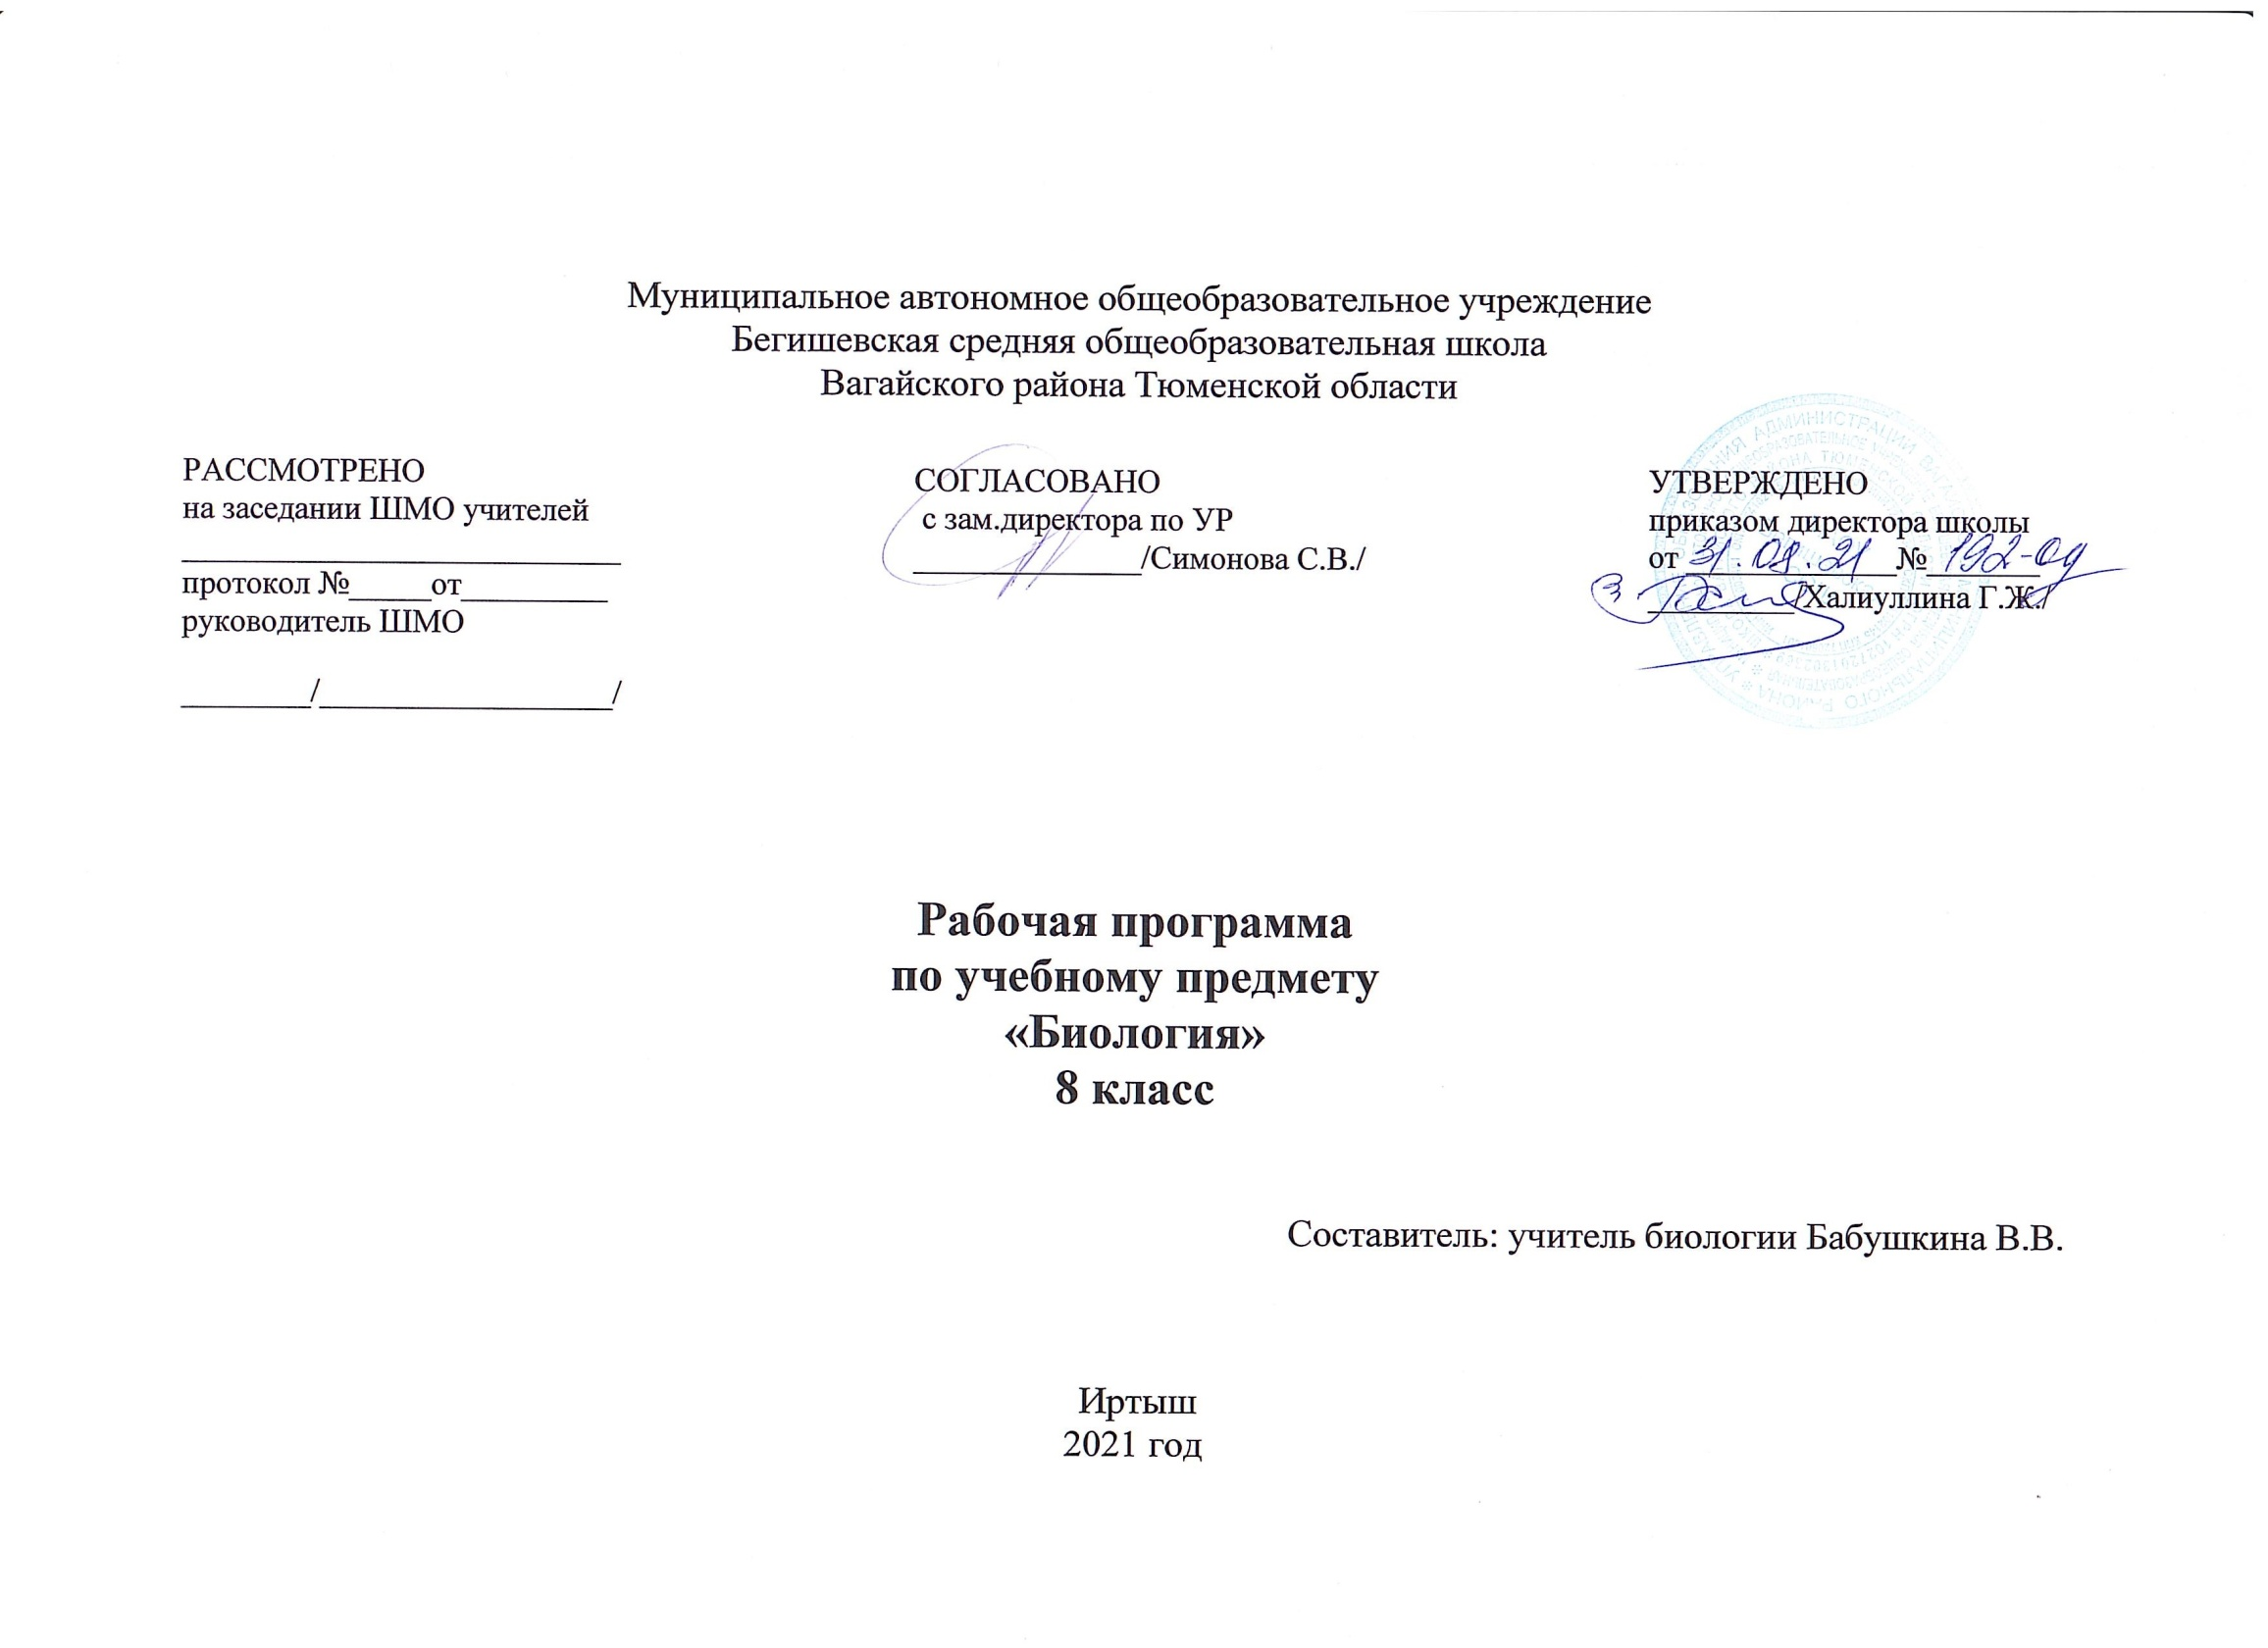 Муниципальное автономное общеобразовательное учреждение
Бегишевская средняя общеобразовательная школа
Вагайского района Тюменской области
РАССМОТРЕНО
на заседании ШМО учителей
протокол №_____от_________
руководитель ШМО
________/__________________/
СОГЛАСОВАНО
с зам.директора по УР
______________/Симонова С.В./
УТВЕРЖДЕНО
приказом директора школы
от 31.08.21 № 192-од
_________/Халиуллина Г.Ж./
Рабочая программа
по учебному предмету
«Биология»
8 класс
Составитель: учитель биологии Бабушкина В.В.
Иртыш
2021 год